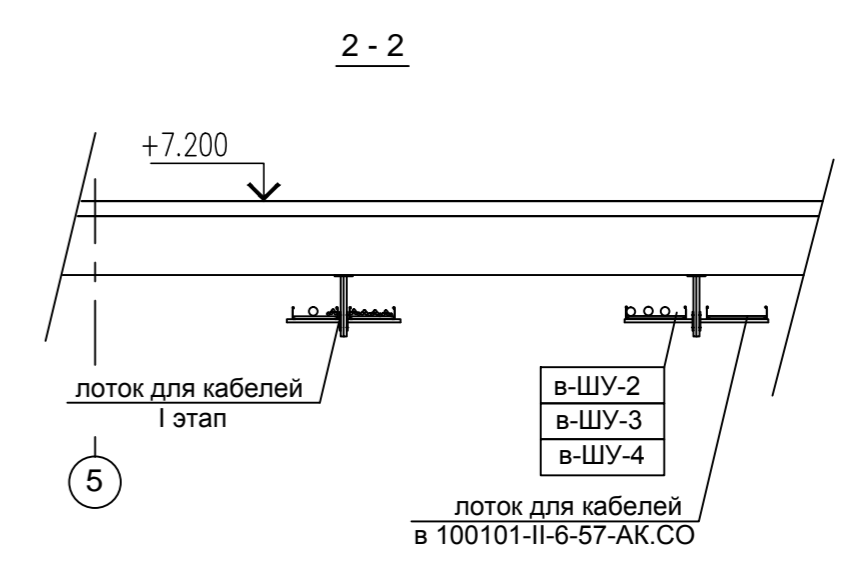 2 - 2
+7.200
лоток для кабелей
I этап
в-ШУ-2
в-ШУ-3
в-ШУ-4
5
лоток для кабелей
в 100101-II-6-57-АК.СО